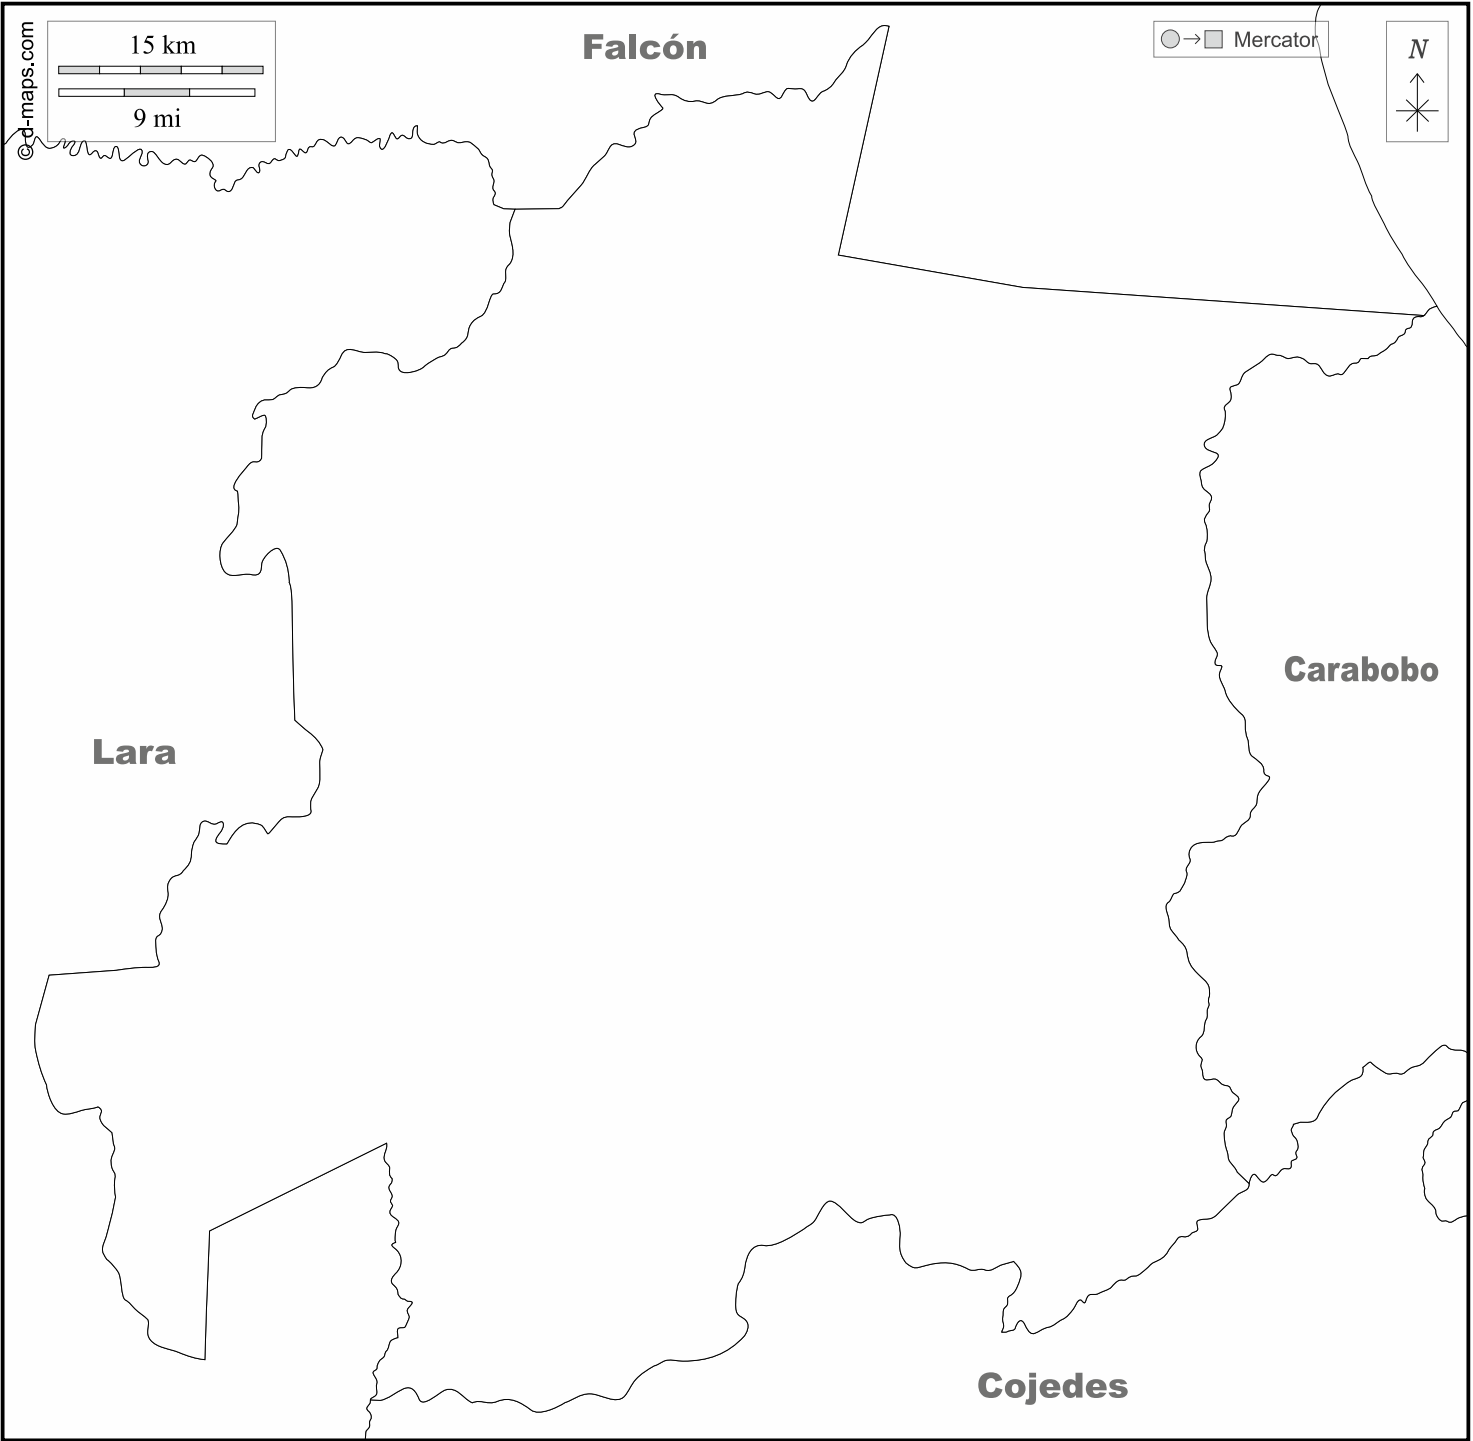 © d-maps.com
15 km
9 mi
Falcón
Mercator
N
Carabobo
Lara
Cojedes